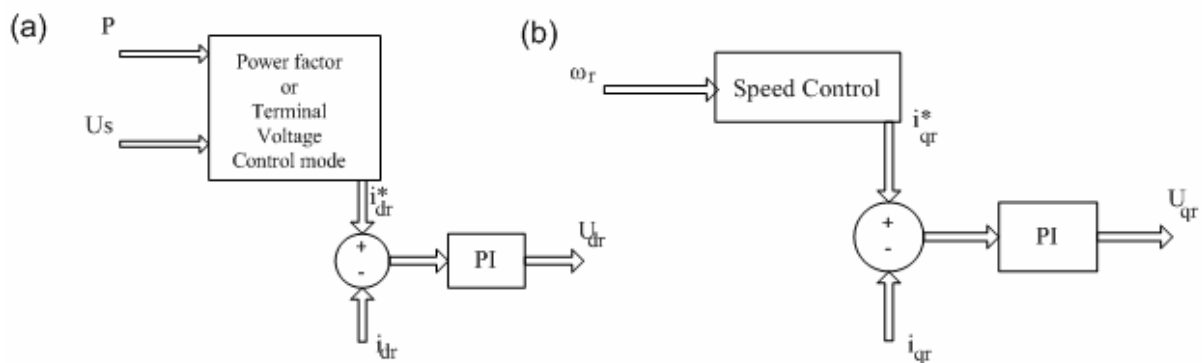 (a)
P
Us
Power factor
or
Terminal
Voltage
Control mode
i*dr
+
-
PI
Udr
idr
(b)
ωr
Speed Control
i*qr
+
-
PI
Uqr
iqr